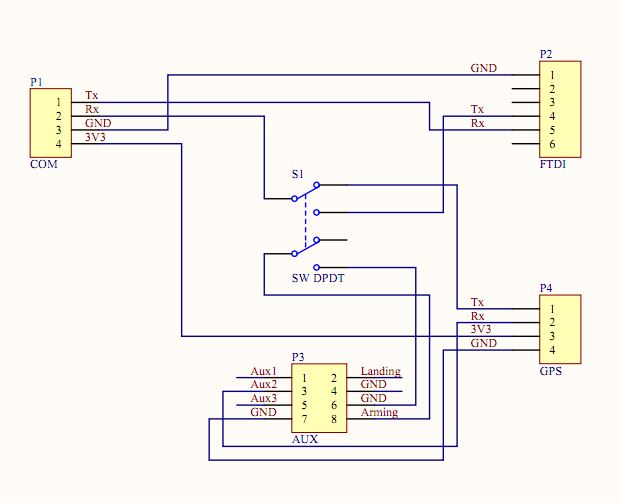 P2
GND
1
2
3
Tx
4
Rx
5
6
FTDI
P1
Tx
1
Rx
2
GND
3
3V3
4
COM
S1
SW DPDT
P4
Tx
1
Rx
2
3V3
3
GND
4
GPS
P3
Aux1 1 2 Landing
Aux2 3 4 GND
Aux3 5 6 GND
GND 7 8 Arming
AUX